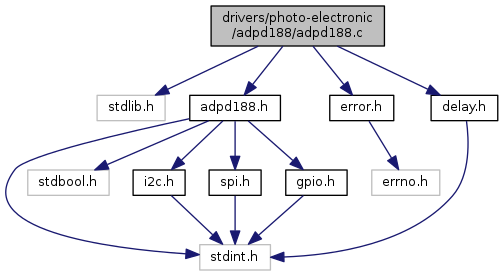 drivers/photo-electronic
/adpd188/adpd188.c
stdlib.h
adpd188.h
error.h
delay.h
stdbool.h
i2c.h
spi.h
gpio.h
errno.h
stdint.h